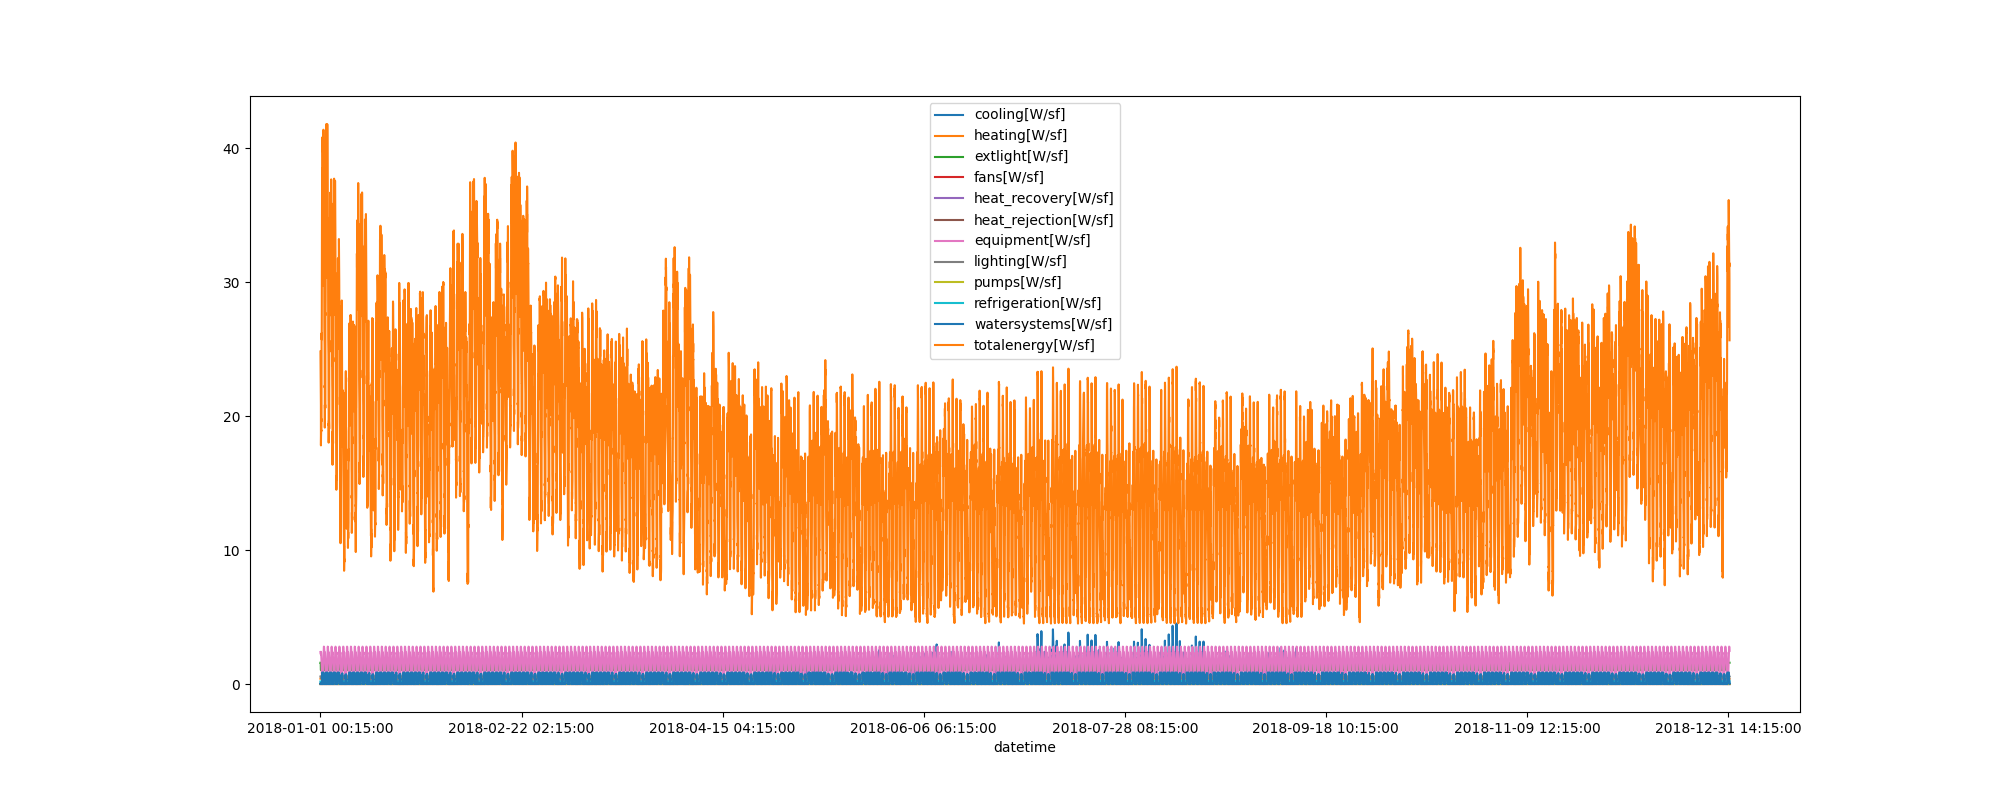 cooling[W/sf]
heating[W/sf]
extlight[W/sf]
fans[W/sf]
heat_recovery[W/sf]
heat_rejection[W/sf]
equipment[W/sf]
lighting[W/sf]
pumps[W/sf]
refrigeration[W/sf]
watersystems[W/sf]
totalenergy[W/sf]
40
30
20
10
0
2018-01-01 00:15:00 2018-02-22 02:15:00 2018-04-15 04:15:00 2018-06-06 06:15:00 2018-07-28 08:15:00 2018-09-18 10:15:00 2018-11-09 12:15:00 2018-12-31 14:15:00
datetime